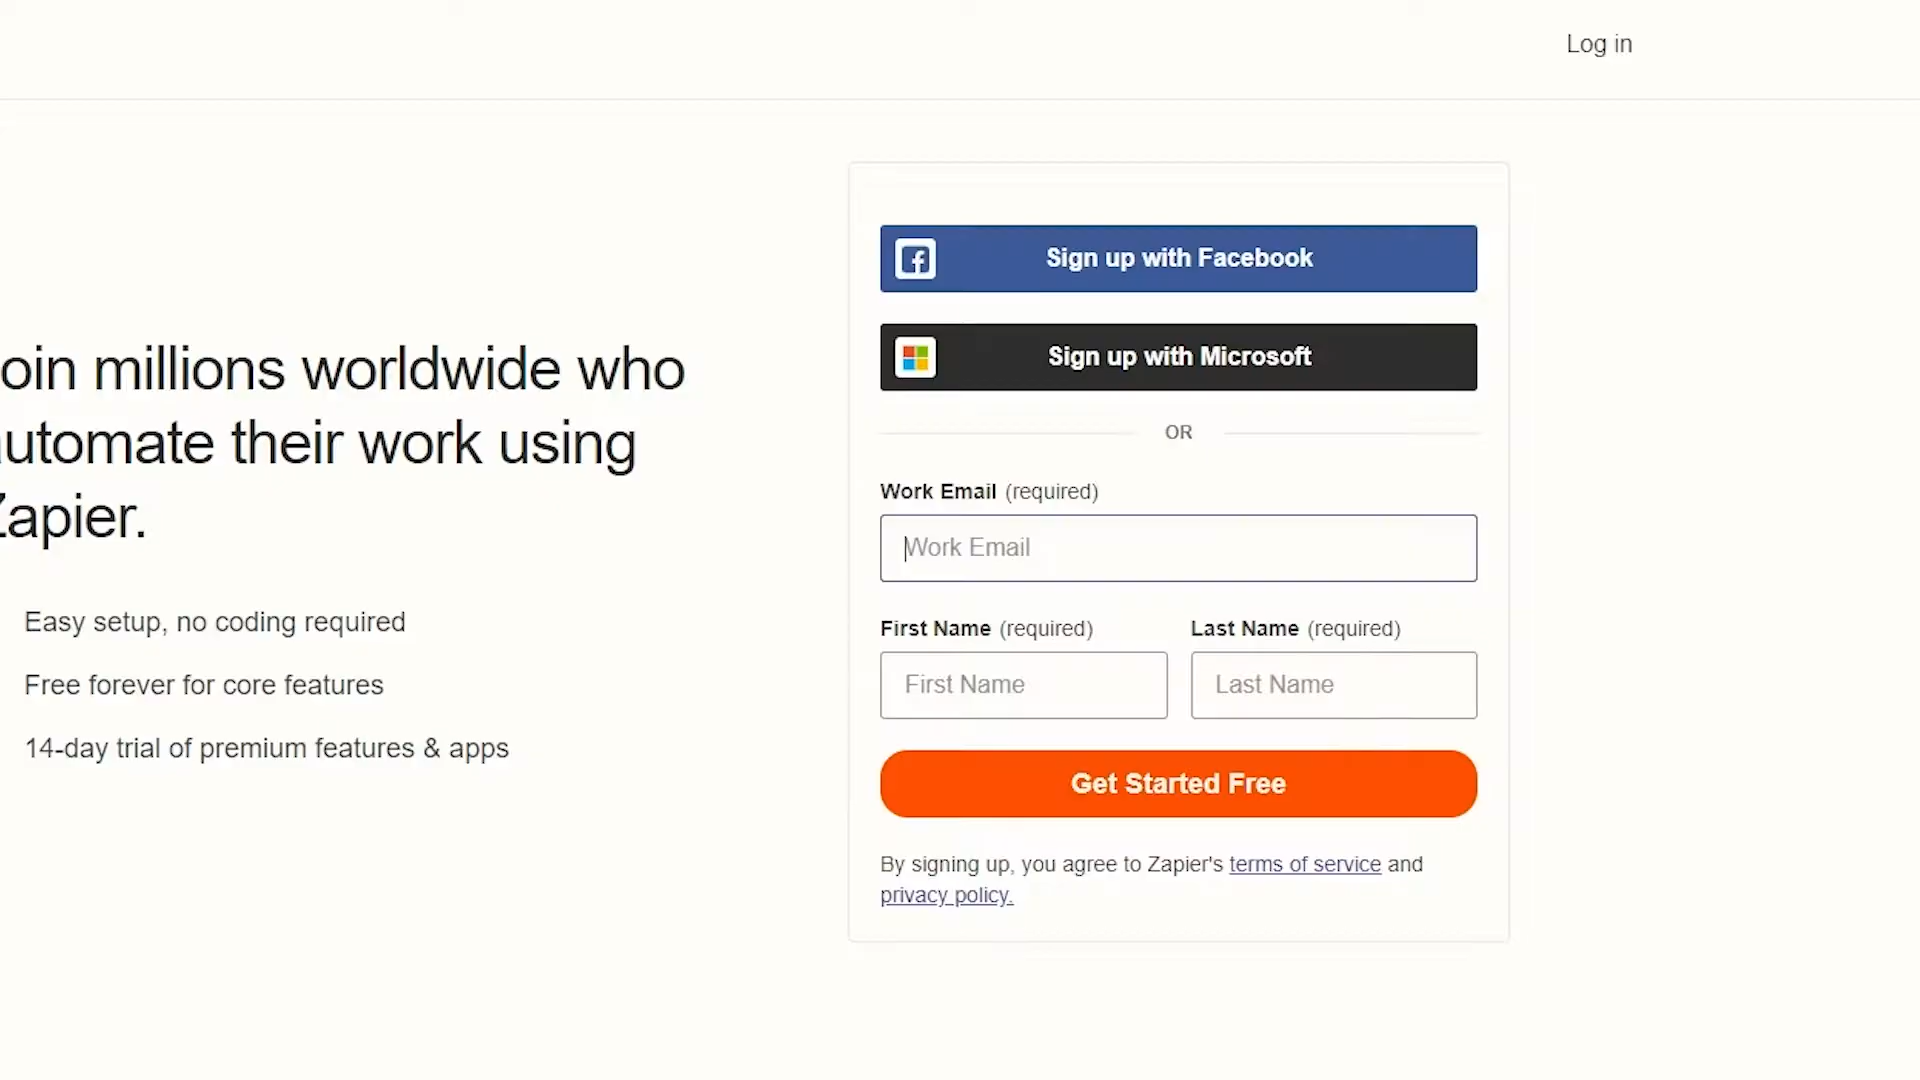 Log in
oin millions worldwide who
automate their work using
Zapier.
Easy setup, no coding required
Free forever for core features
14-day trial of premium features & apps
Sign up with Facebook
Sign up with Microsoft
OR
Work Email (required)
Work Email
First Name (required)
Last Name (required)
First Name
Last Name
Get Started Free
By signing up, you agree to Zapier's terms of service and
privacy policy.